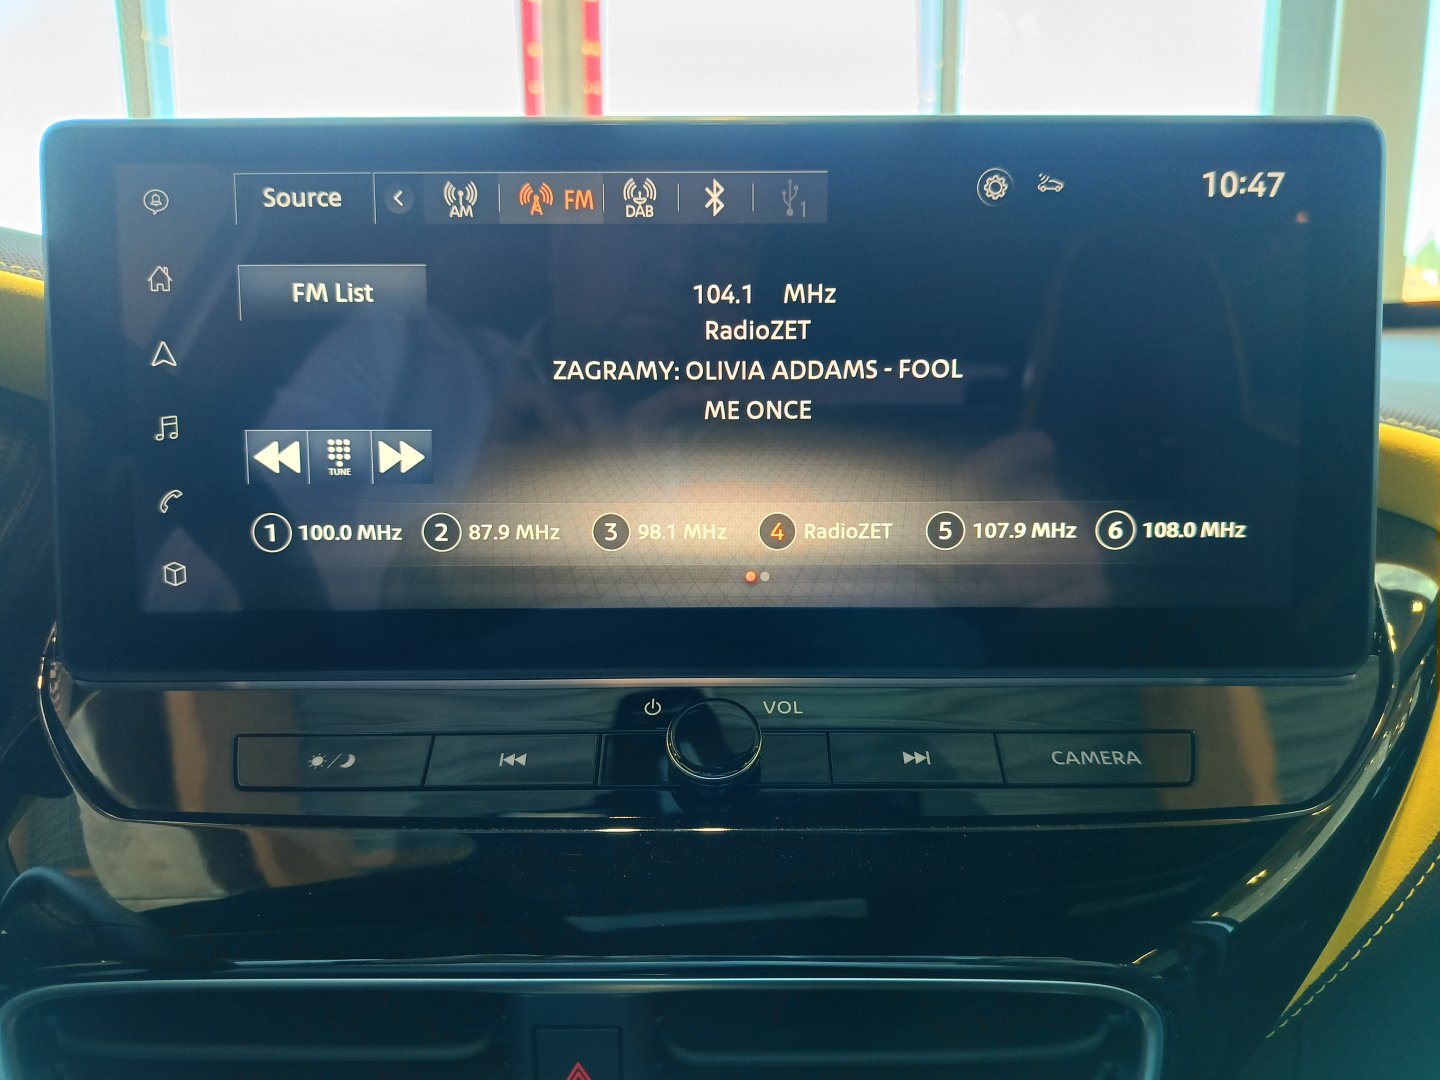 Source AM A FM DAB 1 10:47
FM List
104.1 MHz
RadioZET
ZAGRAMY: OLIVIA ADDAMS - FOOL
ME ONCE
TUNE
1 100.0 MHz 2 87.9 MHz 3 98.1 MHz 4 RadioZET 5 107.9 MHz 6 108.0 MHz
VOL
CAMERA